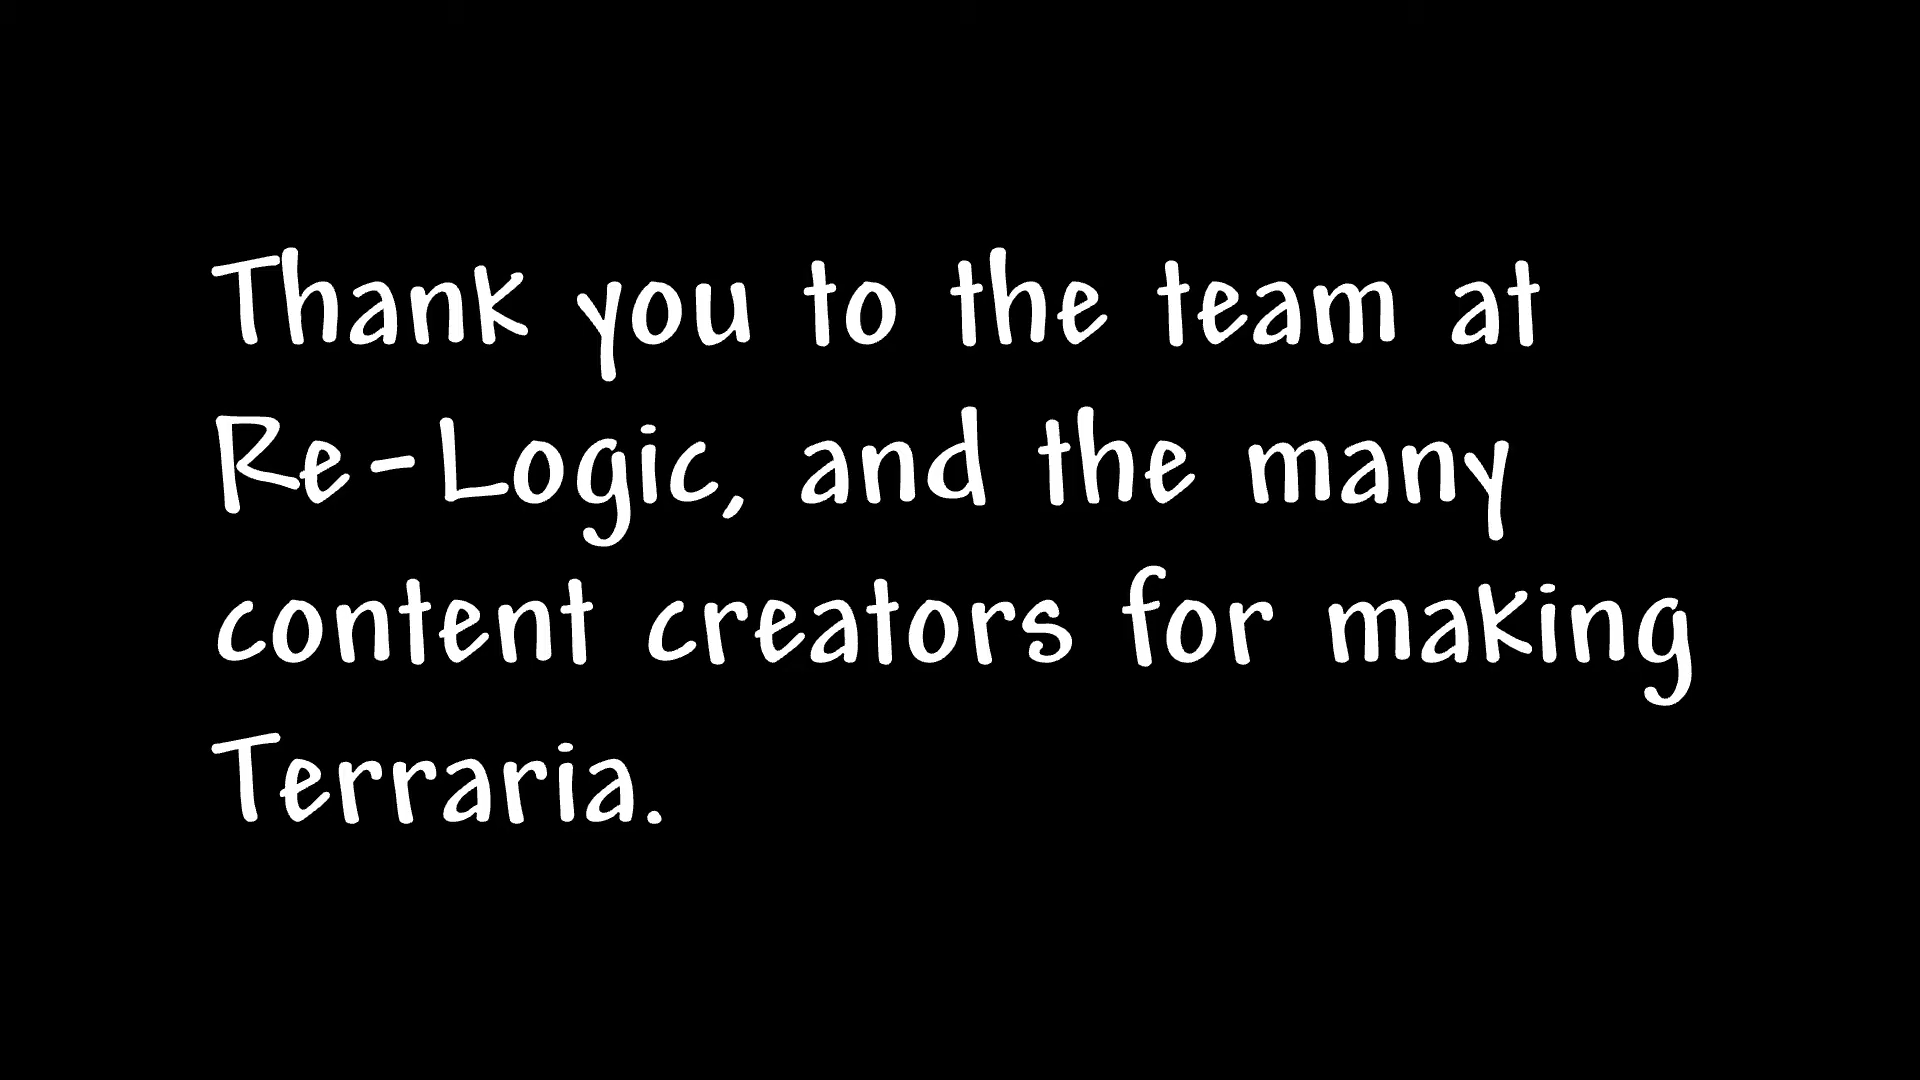 Thank you to the team at
Re-Logic, and the many
content creators for making
Terraria.